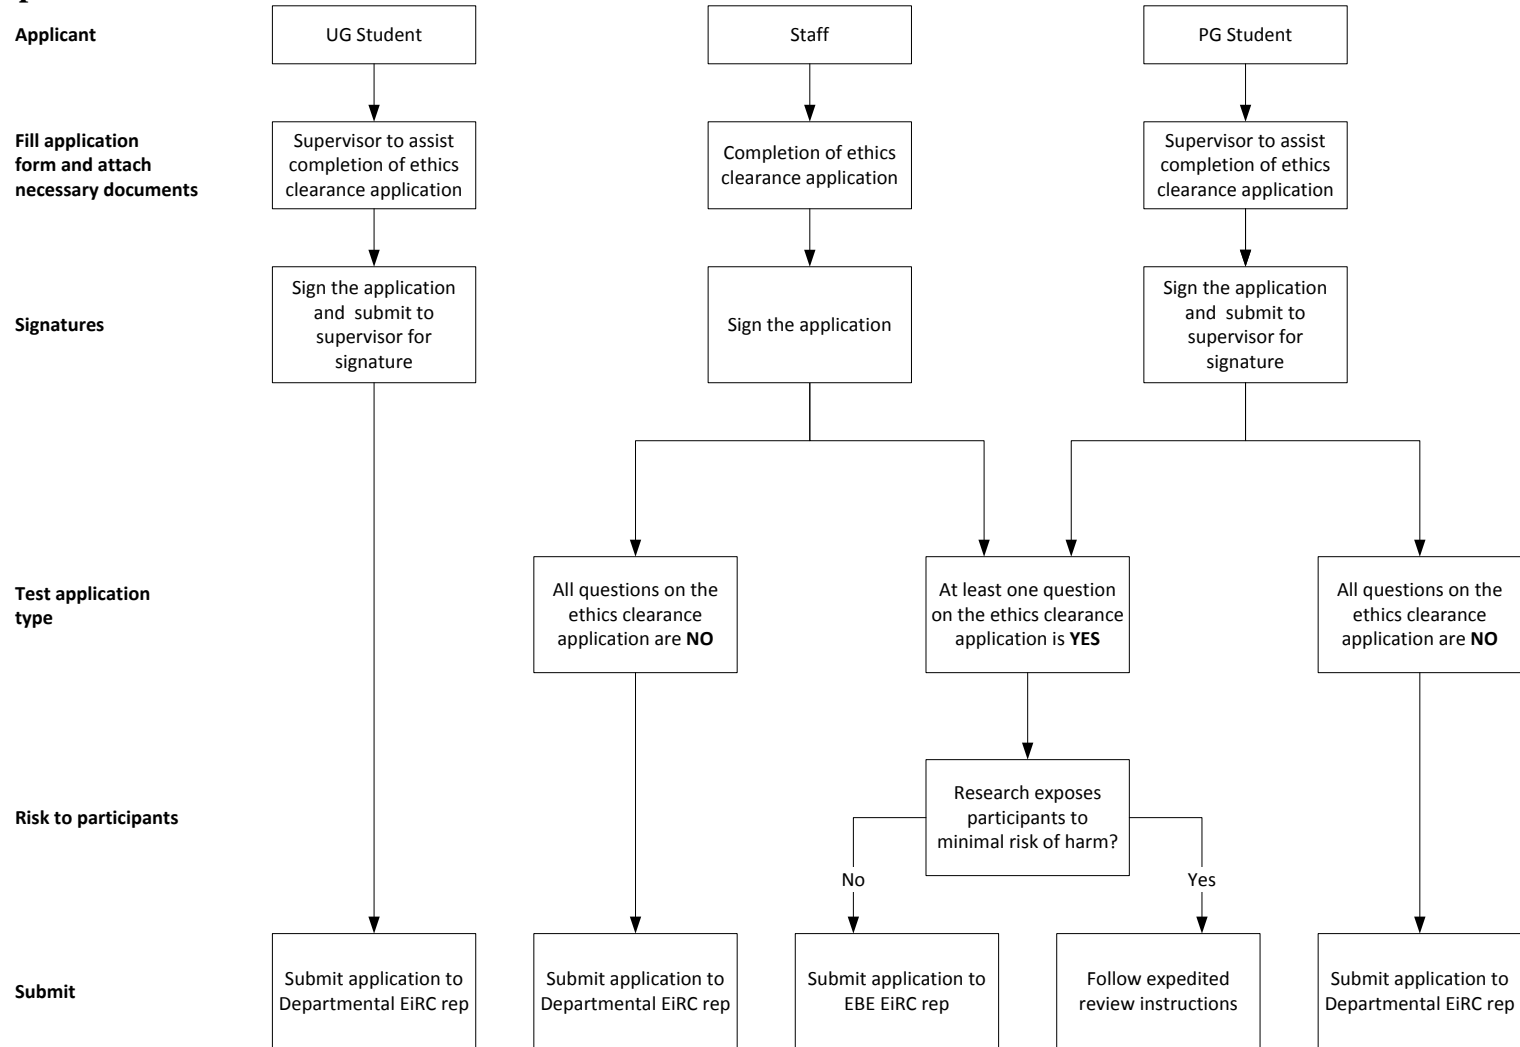 Applicant
UG Student
Staff
PG Student
Fill application
form and attach
necessary documents
Supervisor to assist
completion of ethics
clearance application
Completion of ethics
clearance application
Supervisor to assist
completion of ethics
clearance application
Signatures
Sign the application
and submit to
supervisor for
signature
Sign the application
Sign the application
and submit to
supervisor for
signature
Test application
type
All questions on the
ethics clearance
application are NO
At least one question
on the ethics clearance
application is YES
All questions on the
ethics clearance
application are NO
Risk to participants
Research exposes
participants to
minimal risk of harm?
No
Yes
Submit
Submit application to
Departmental EiRC rep
Submit application to
Departmental EiRC rep
Submit application to
EBE EiRC rep
Follow expedited
review instructions
Submit application to
Departmental EiRC rep